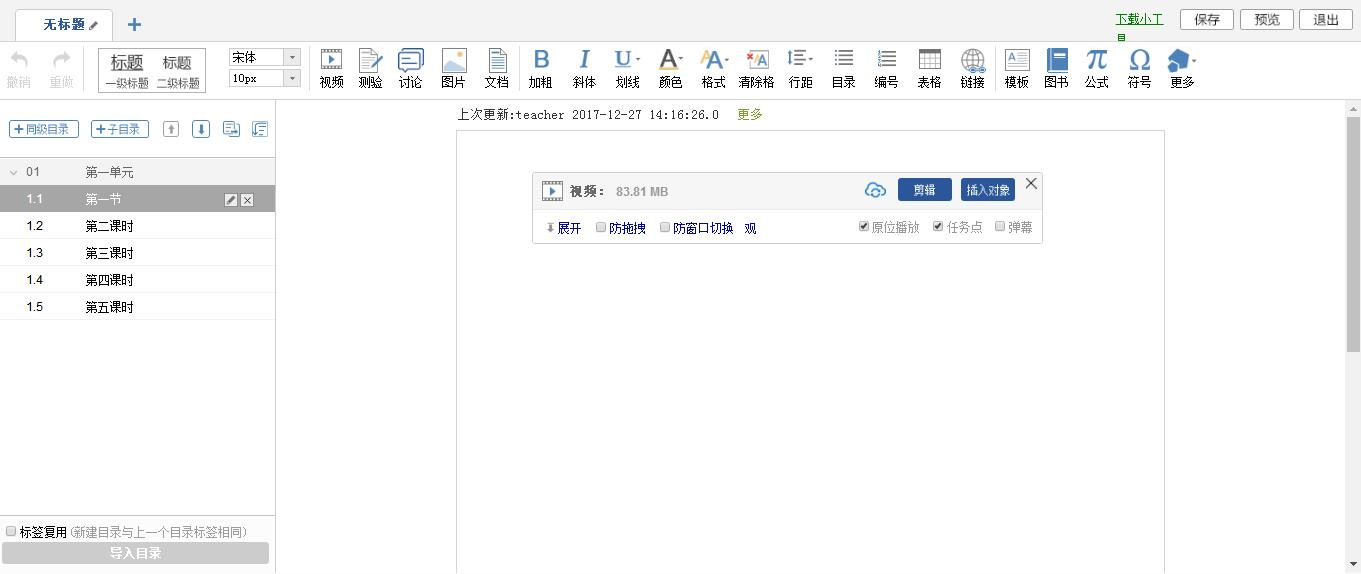 无标题
下载小工
具
保存
预览
退出
撤销
重做
标题
一级标题
标题
二级标题
宋体
10px
视频
测验
讨论
图片
文档
加粗
斜体
划线
颜色
格式
清除格
行距
目录
编号
表格
链接
模板
图书
公式
符号
更多
同级目录
子目录
上次更新:teacher 2017-12-27 14:16:26.0 更多
01 第一单元
1.1 第一节
1.2 第二课时
1.3 第三课时
1.4 第四课时
1.5 第五课时
视频： 83.81 MB
剪辑
插入对象
展开 防拖拽 防窗口切换 观
原位播放 任务点 弹幕
标签复用 (新建目录与上一个目录标签相同)
导入目录